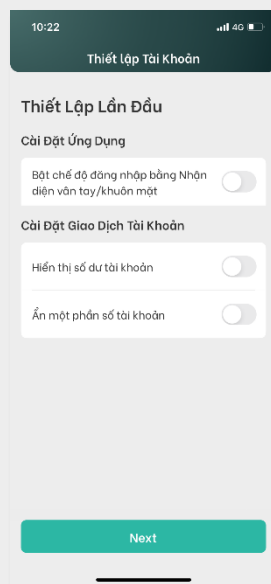 10:22
4G
Thiết lập Tài Khoản
Thiết Lập Lần Đầu
Cài Đặt Ứng Dụng
Bật chế độ đăng nhập bằng Nhận
diện vân tay/khuôn mặt
Cài Đặt Giao Dịch Tài Khoản
Hiển thị số dư tài khoản
Ẩn một phần số tài khoản
Next